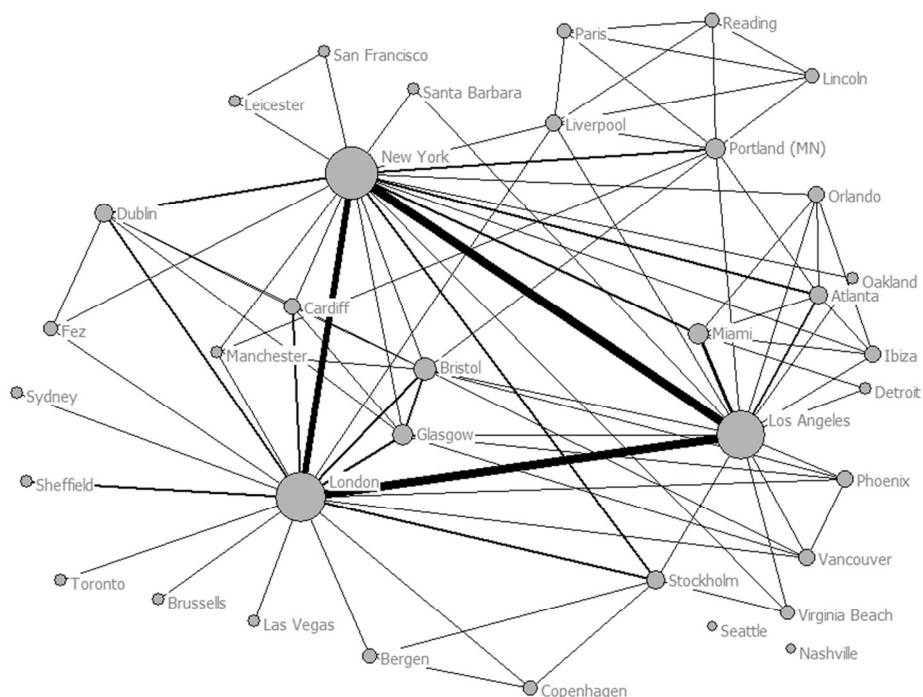 Reading
Paris
San Francisco
Lincoln
Santa Barbara
Leicester
Liverpool
Portland (MN)
New York
Orlando
Dublin
Oakland
Atlanta
Cardiff
Fez
Miami
Manchester
Ibiza
Bristol
Detroit
Sydney
Los Angeles
Glasgow
Phoenix
Sheffield
London
Vancouver
Toronto
Stockholm
Brussells
Virginia Beach
Las Vegas
Seattle
Nashville
Bergen
Copenhagen